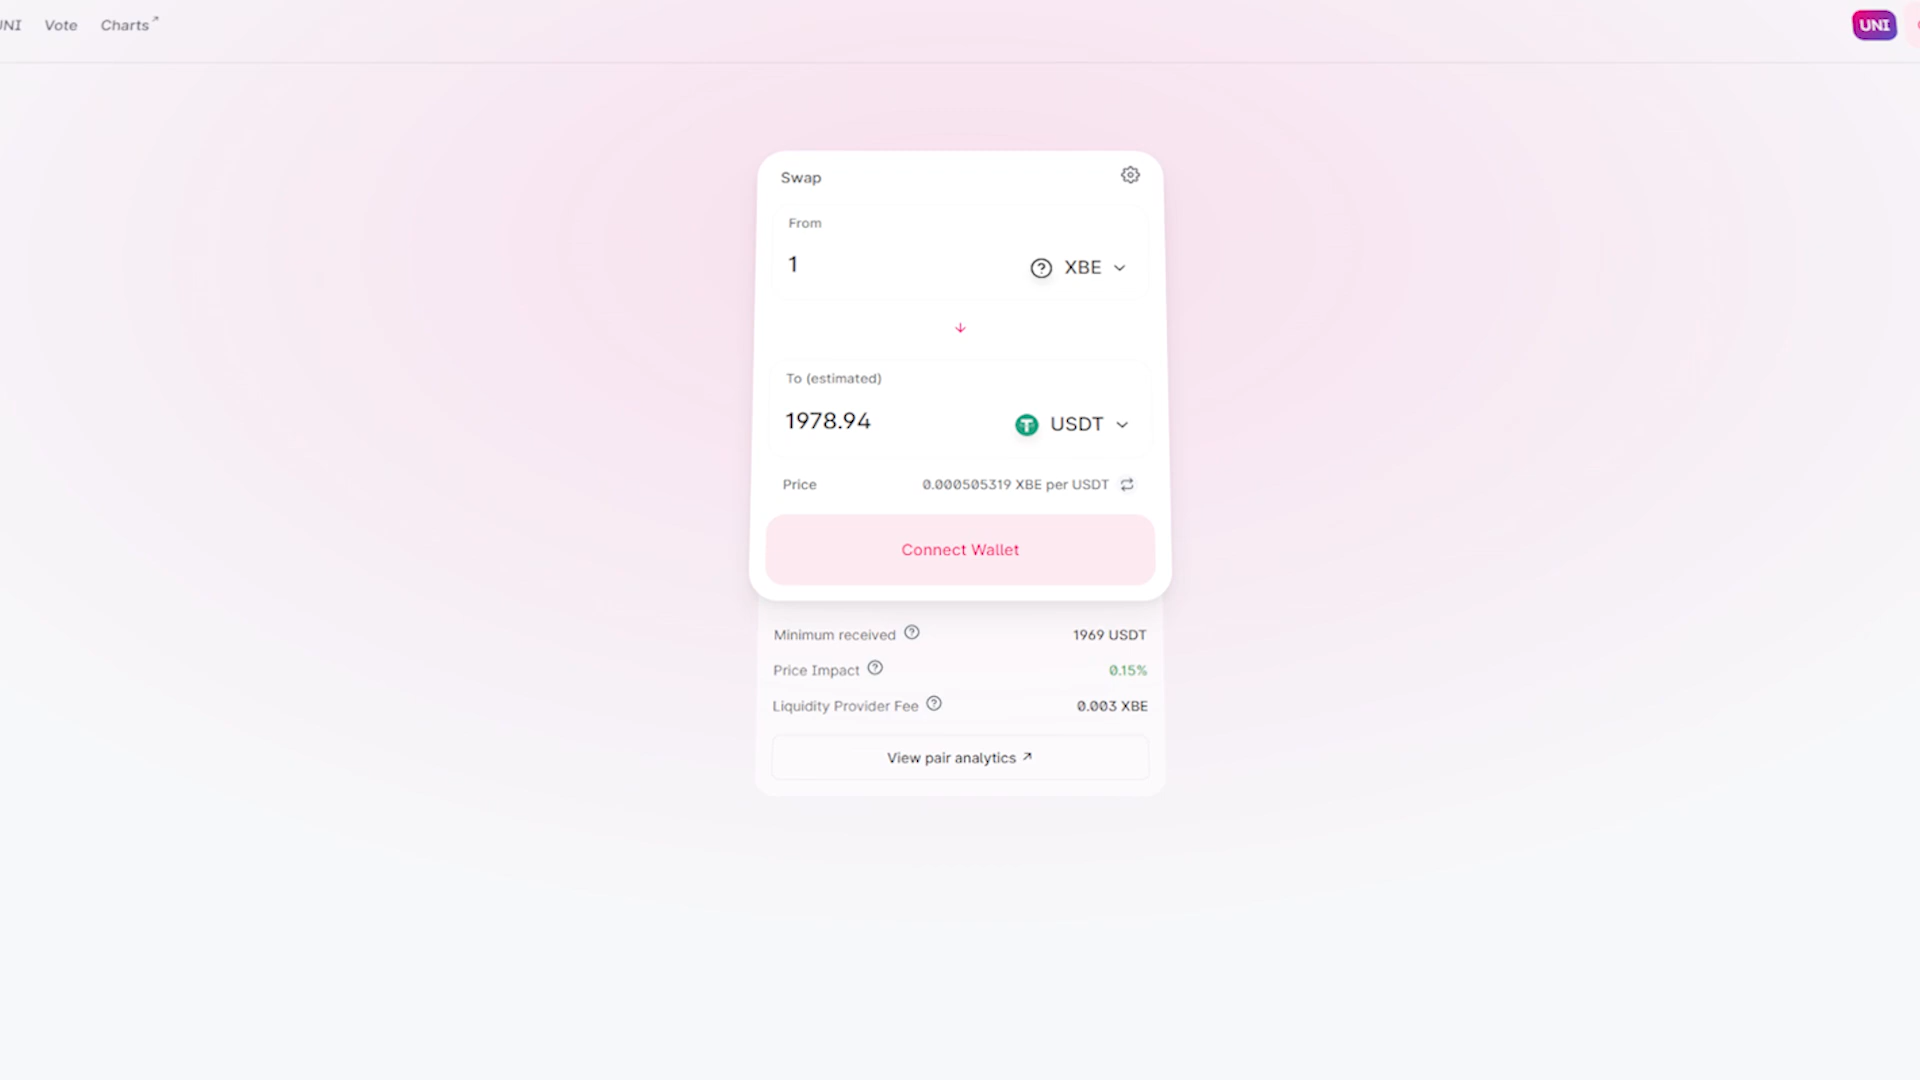 UNI Vote Charts↗ UNI
Swap
From
1 XBE
To (estimated)
1978.94 USDT
Price 0.000505319 XBE per USDT
Connect Wallet
Minimum received 1969 USDT
Price Impact 0.15%
Liquidity Provider Fee 0.003 XBE
View pair analytics ↗